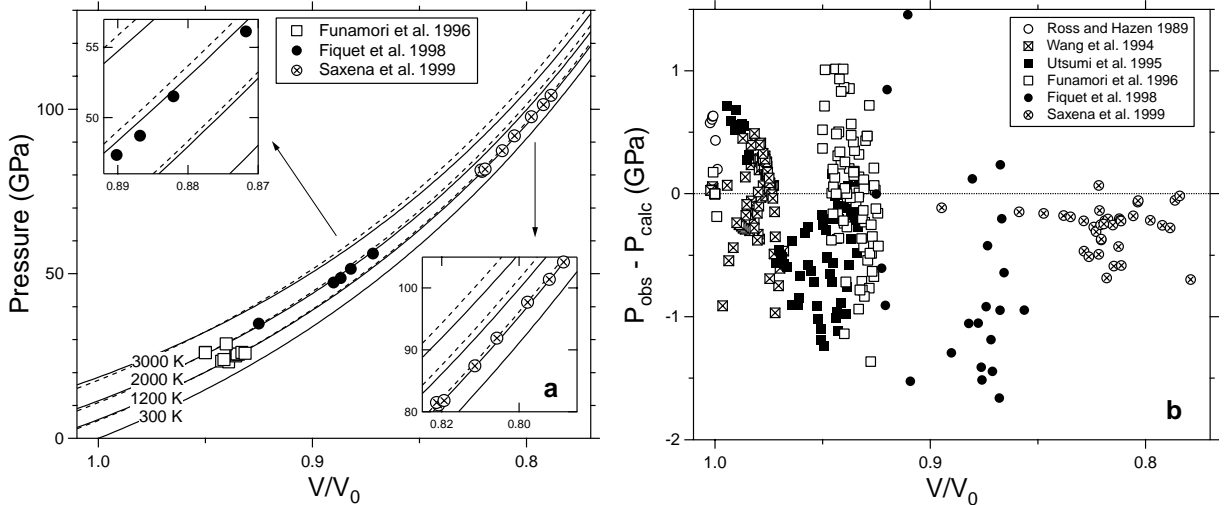 Funamori et al. 1996
Fiquet et al. 1998
Saxena et al. 1999
55
50
0.89
0.88
0.87
Pressure (GPa)
100
50
0
3000 K
2000 K
1200 K
300 K
100
90
80
0.82
0.80
a
1.0
0.9
0.8
V/V0
Ross and Hazen 1989
Wang et al. 1994
Utsumi et al. 1995
Funamori et al. 1996
Fiquet et al. 1998
Saxena et al. 1999
Pobs - Pcalc (GPa)
1
0
-1
-2
b
1.0
0.9
0.8
V/V0